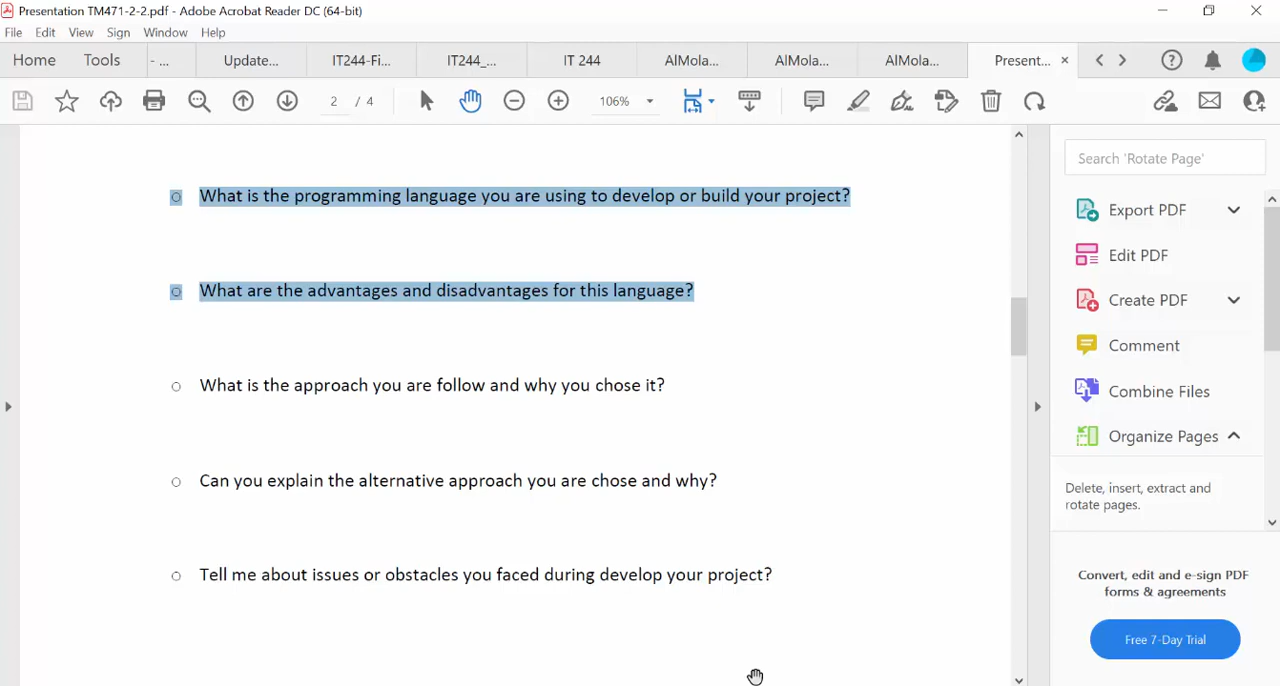 Presentation TM471-2-2.pdf - Adobe Acrobat Reader DC (64-bit)
File Edit View Sign Window Help
Home Tools - ... Update... IT244-Fi... IT244_... IT 244 AlMola... AlMola... AlMola... Present... ×
2 / 4 106%
What is the programming language you are using to develop or build your project?
What are the advantages and disadvantages for this language?
What is the approach you are follow and why you chose it?
Can you explain the alternative approach you are chose and why?
Tell me about issues or obstacles you faced during develop your project?
Search 'Rotate Page'
Export PDF
Edit PDF
Create PDF
Comment
Combine Files
Organize Pages
Delete, insert, extract and
rotate pages.
Convert, edit and e-sign PDF
forms & agreements
Free 7-Day Trial